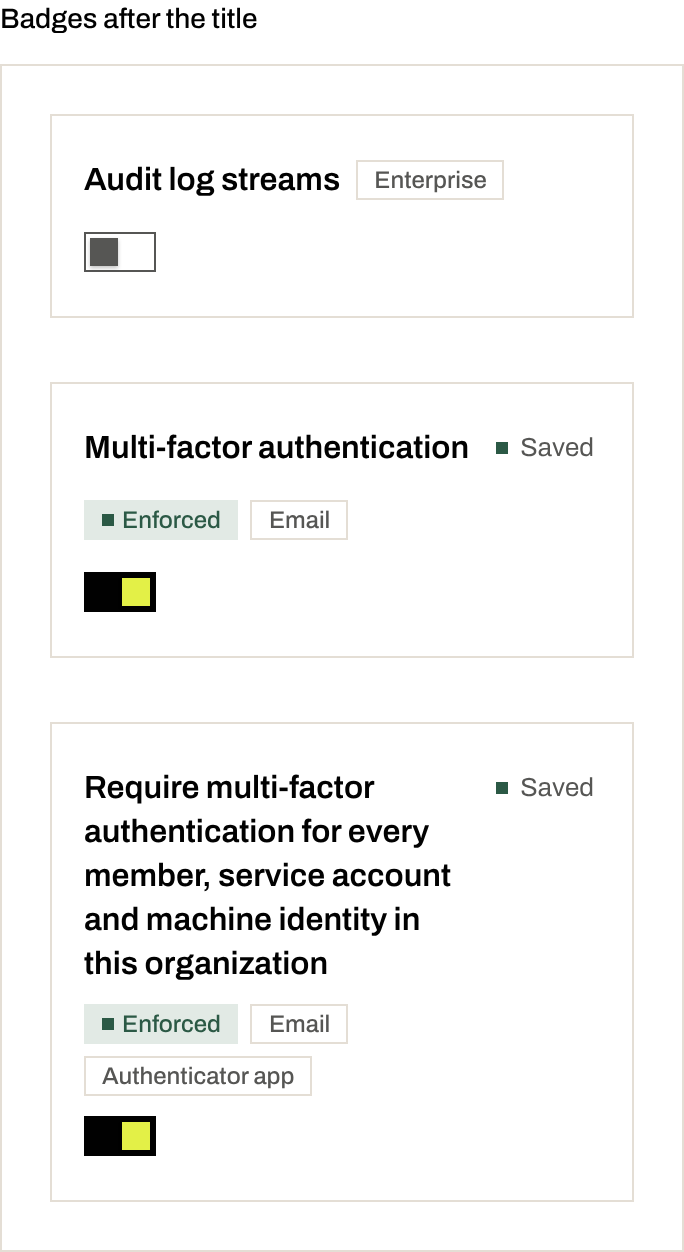 Badges after the title
Audit log streams Enterprise
Multi-factor authentication Saved
Enforced Email
Require multi-factor Saved
authentication for every
member, service account
and machine identity in
this organization
Enforced Email
Authenticator app